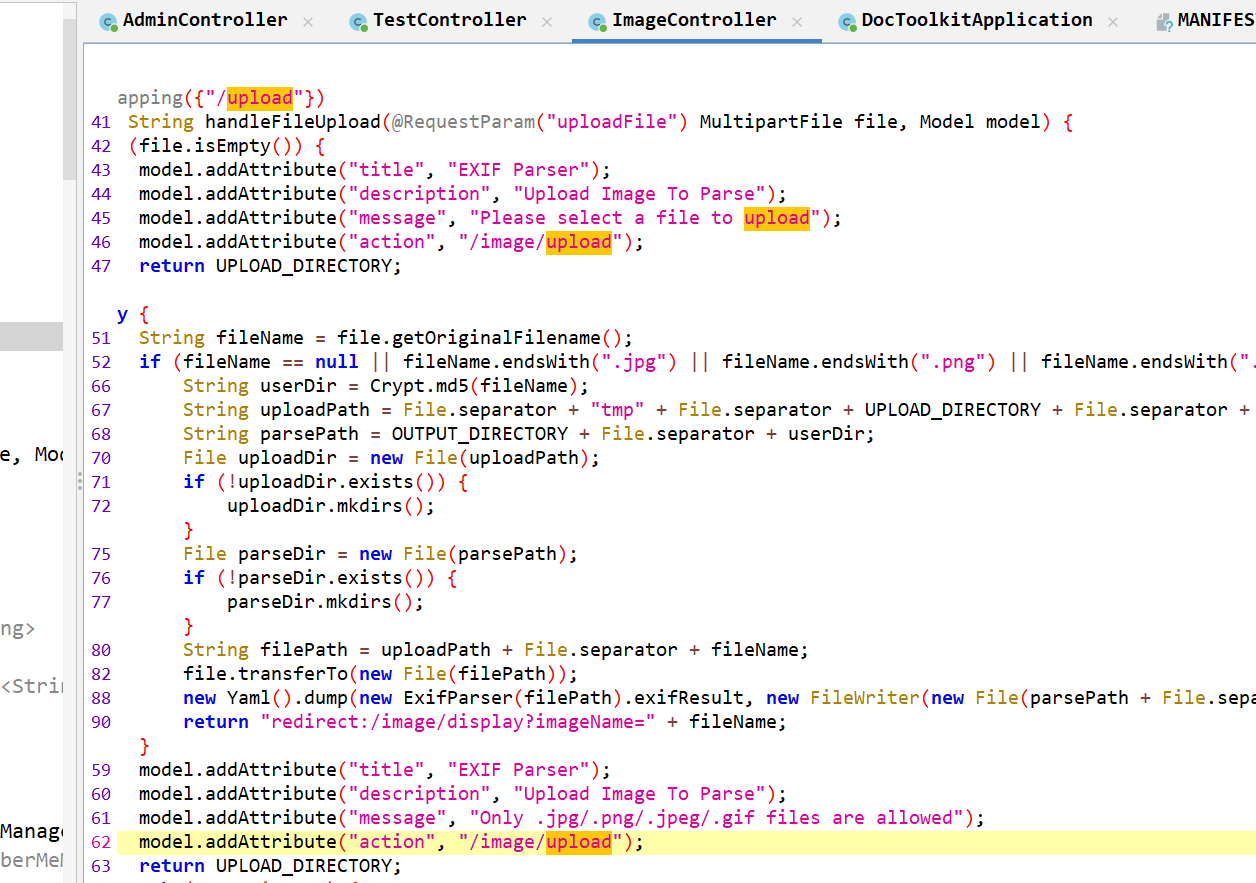 AdminController × TestController × ImageController × DocToolkitApplication × MANIFES
apping({"/upload"})
41 String handleFileUpload(@RequestParam("uploadFile") MultipartFile file, Model model) {
42 (file.isEmpty()) {
43 model.addAttribute("title", "EXIF Parser");
44 model.addAttribute("description", "Upload Image To Parse");
45 model.addAttribute("message", "Please select a file to upload");
46 model.addAttribute("action", "/image/upload");
47 return UPLOAD_DIRECTORY;
y {
51 String fileName = file.getOriginalFilename();
52 if (fileName == null || fileName.endsWith(".jpg") || fileName.endsWith(".png") || fileName.endsWith(".
66 String userDir = Crypt.md5(fileName);
67 String uploadPath = File.separator + "tmp" + File.separator + UPLOAD_DIRECTORY + File.separator +
68 String parsePath = OUTPUT_DIRECTORY + File.separator + userDir;
e, Mod
70 File uploadDir = new File(uploadPath);
71 if (!uploadDir.exists()) {
72 uploadDir.mkdirs();
}
75 File parseDir = new File(parsePath);
76 if (!parseDir.exists()) {
77 parseDir.mkdirs();
}
ng>
80 String filePath = uploadPath + File.separator + fileName;
82 file.transferTo(new File(filePath));
<Strin
88 new Yaml().dump(new ExifParser(filePath).exifResult, new FileWriter(new File(parsePath + File.sepa
90 return "redirect:/image/display?imageName=" + fileName;
}
59 model.addAttribute("title", "EXIF Parser");
60 model.addAttribute("description", "Upload Image To Parse");
61 model.addAttribute("message", "Only .jpg/.png/.jpeg/.gif files are allowed");
Manage
62 model.addAttribute("action", "/image/upload");
berMeM
63 return UPLOAD_DIRECTORY;